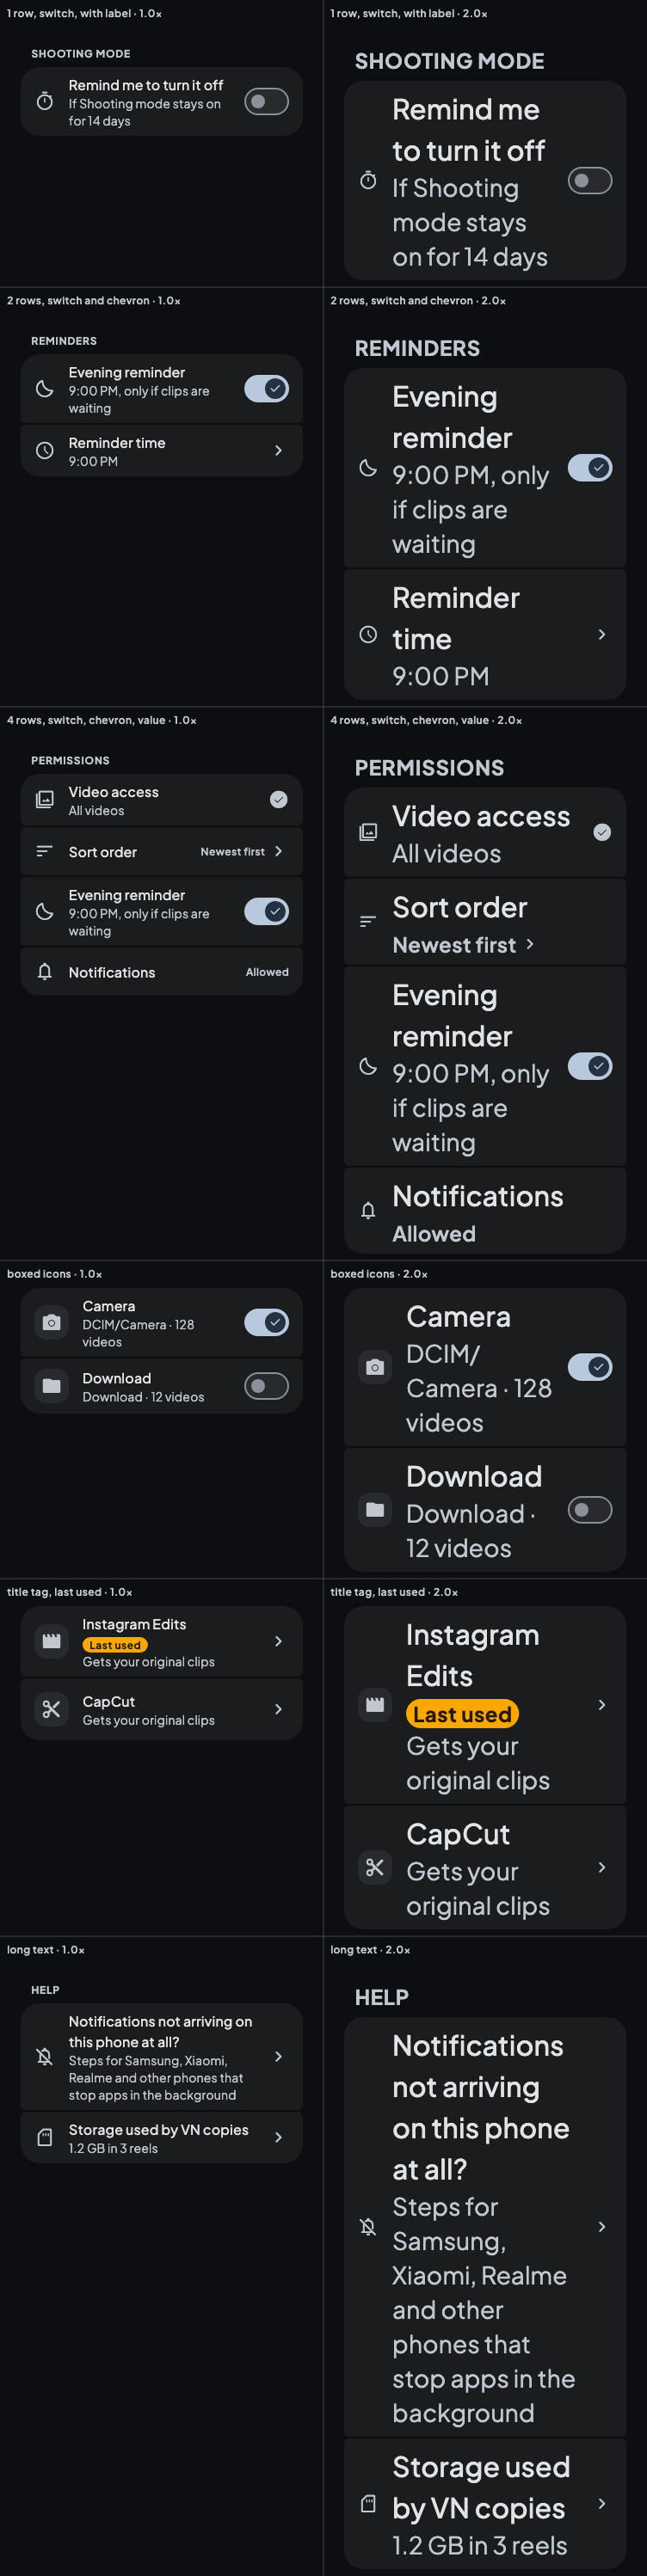 1 row, switch, with label · 1.0×
SHOOTING MODE
Remind me to turn it off
If Shooting mode stays on
for 14 days
1 row, switch, with label · 2.0×
SHOOTING MODE
Remind me
to turn it off
If Shooting
mode stays
on for 14 days
2 rows, switch and chevron · 1.0×
REMINDERS
Evening reminder
9:00 PM, only if clips are
waiting
Reminder time
9:00 PM
2 rows, switch and chevron · 2.0×
REMINDERS
Evening
reminder
9:00 PM, only
if clips are
waiting
Reminder
time
9:00 PM
4 rows, switch, chevron, value · 1.0×
PERMISSIONS
Video access
All videos
Sort order
Newest first
Evening reminder
9:00 PM, only if clips are
waiting
Notifications
Allowed
4 rows, switch, chevron, value · 2.0×
PERMISSIONS
Video access
All videos
Sort order
Newest first
Evening
reminder
9:00 PM, only
if clips are
waiting
Notifications
Allowed
boxed icons · 1.0×
Camera
DCIM/Camera · 128
videos
Download
Download · 12 videos
boxed icons · 2.0×
Camera
DCIM/
Camera · 128
videos
Download
Download ·
12 videos
title tag, last used · 1.0×
Instagram Edits
Last used
Gets your original clips
CapCut
Gets your original clips
title tag, last used · 2.0×
Instagram
Edits
Last used
Gets your
original clips
CapCut
Gets your
original clips
long text · 1.0×
HELP
Notifications not arriving on
this phone at all?
Steps for Samsung, Xiaomi,
Realme and other phones that
stop apps in the background
Storage used by VN copies
1.2 GB in 3 reels
long text · 2.0×
HELP
Notifications
not arriving
on this phone
at all?
Steps for
Samsung,
Xiaomi, Realme
and other
phones that
stop apps in the
background
Storage used
by VN copies
1.2 GB in 3 reels